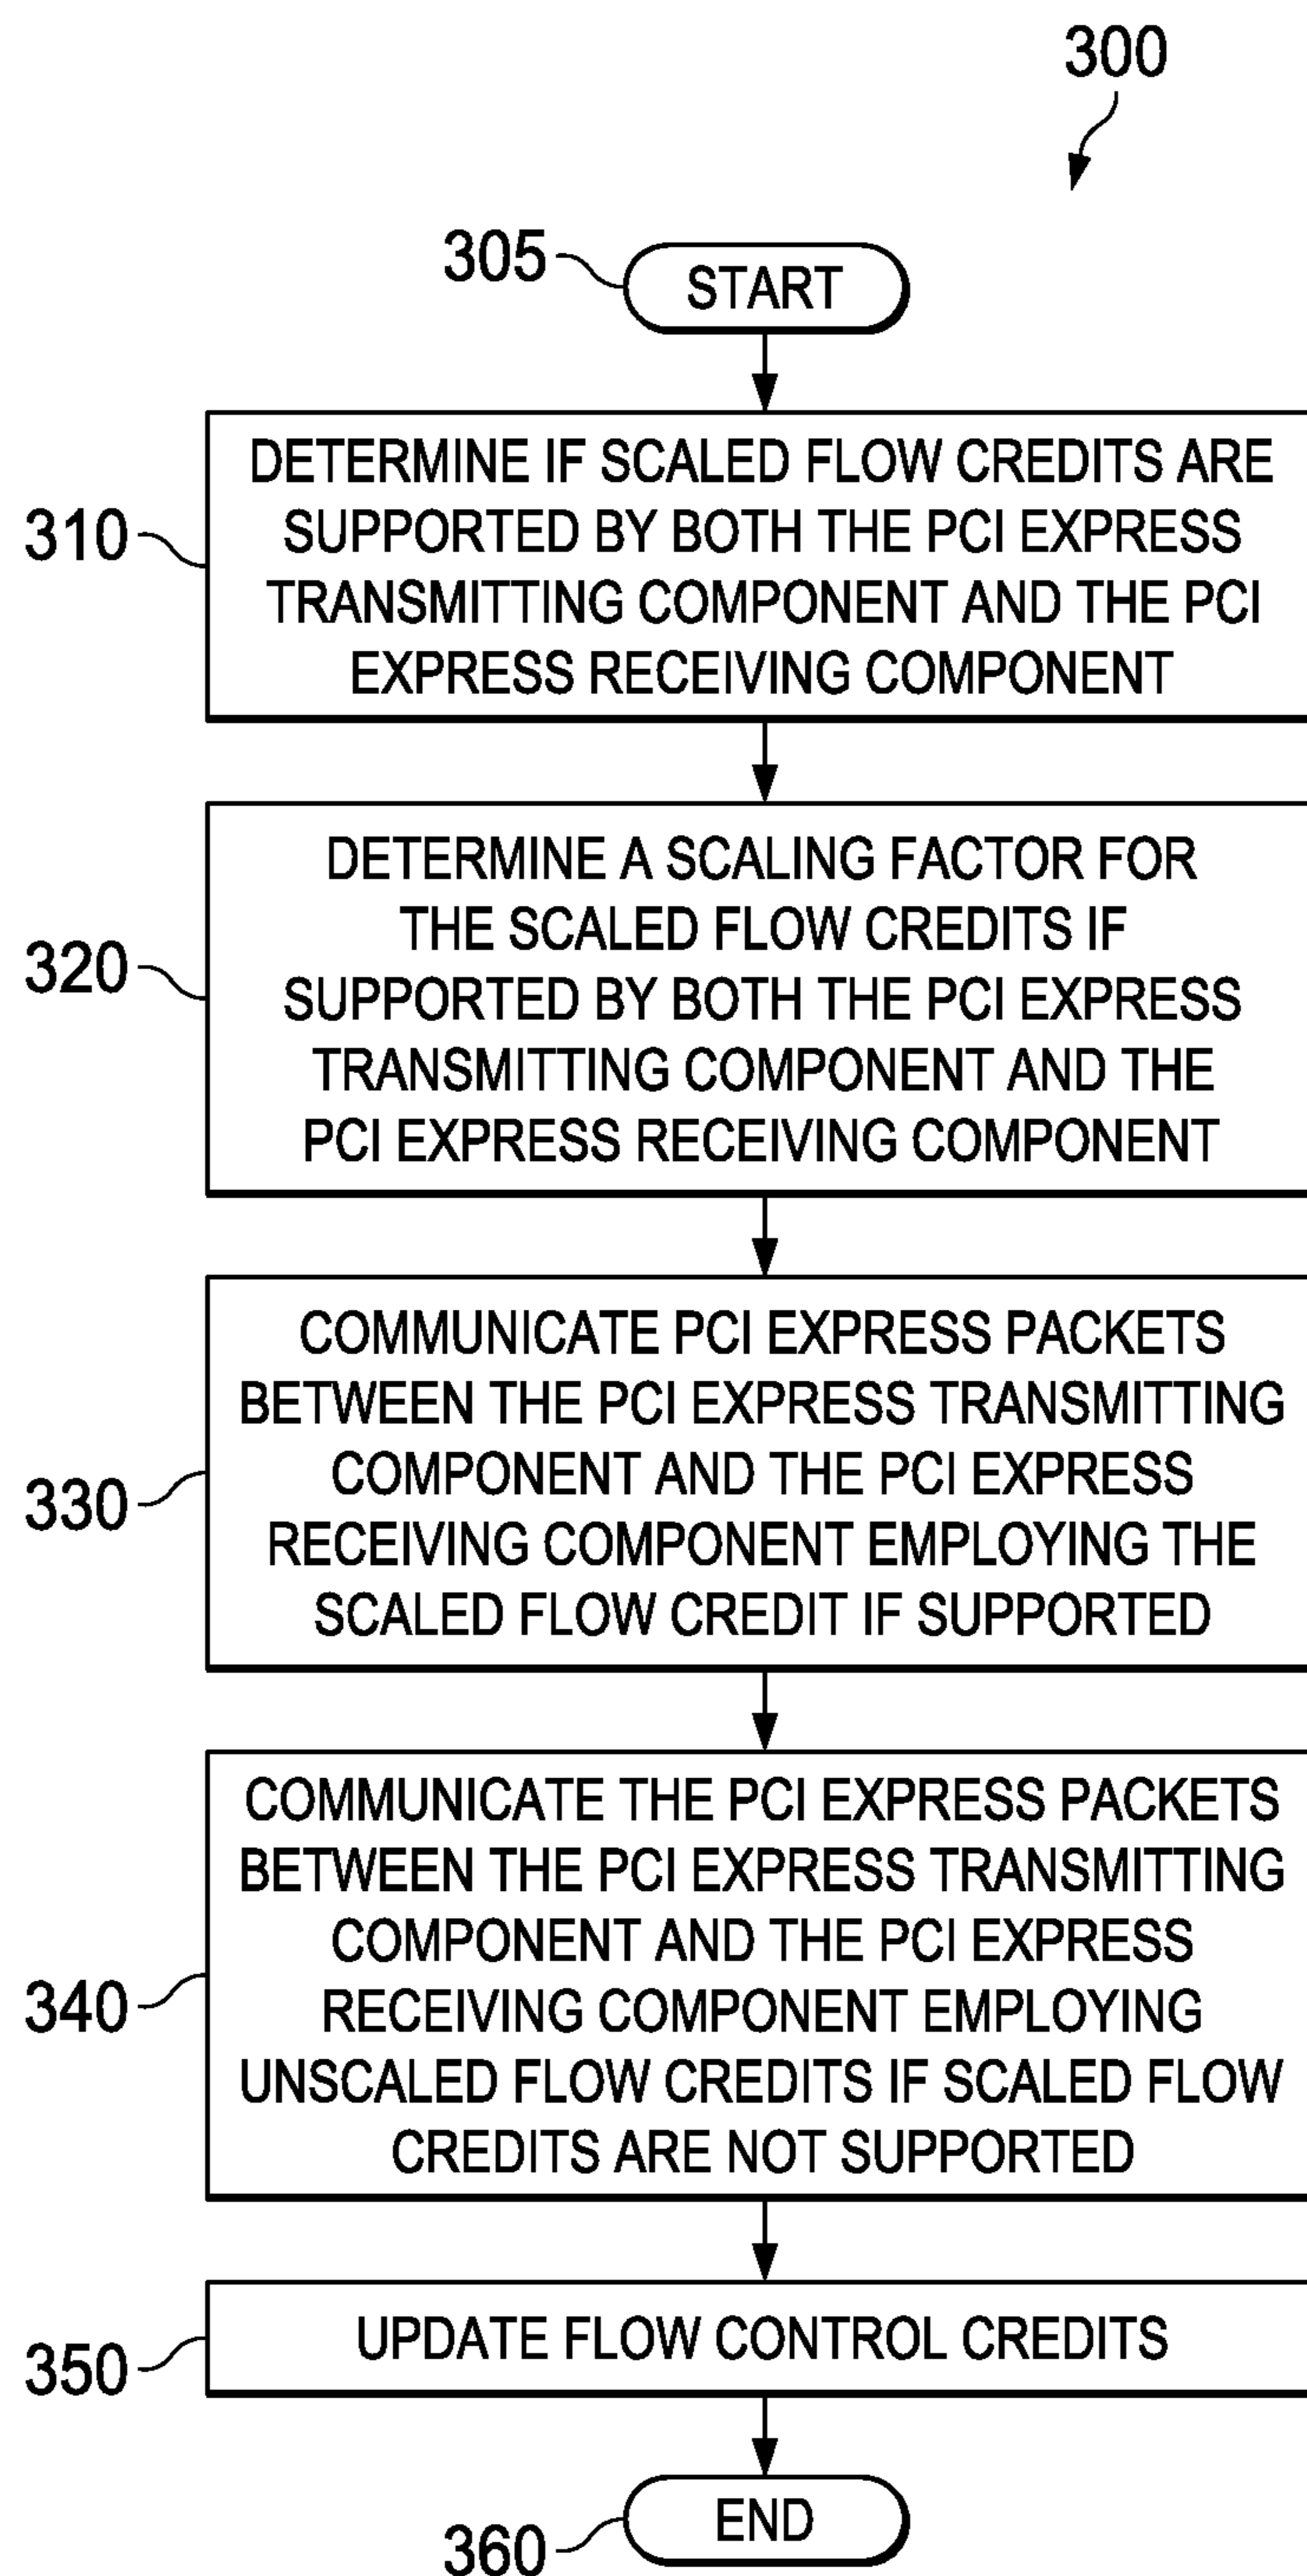 300
305
START
310
DETERMINE IF SCALED FLOW CREDITS ARE
SUPPORTED BY BOTH THE PCI EXPRESS
TRANSMITTING COMPONENT AND THE PCI
EXPRESS RECEIVING COMPONENT
320
DETERMINE A SCALING FACTOR FOR
THE SCALED FLOW CREDITS IF
SUPPORTED BY BOTH THE PCI EXPRESS
TRANSMITTING COMPONENT AND THE
PCI EXPRESS RECEIVING COMPONENT
330
COMMUNICATE PCI EXPRESS PACKETS
BETWEEN THE PCI EXPRESS TRANSMITTING
COMPONENT AND THE PCI EXPRESS
RECEIVING COMPONENT EMPLOYING THE
SCALED FLOW CREDIT IF SUPPORTED
340
COMMUNICATE THE PCI EXPRESS PACKETS
BETWEEN THE PCI EXPRESS TRANSMITTING
COMPONENT AND THE PCI EXPRESS
RECEIVING COMPONENT EMPLOYING
UNSCALED FLOW CREDITS IF SCALED FLOW
CREDITS ARE NOT SUPPORTED
350
UPDATE FLOW CONTROL CREDITS
360
END